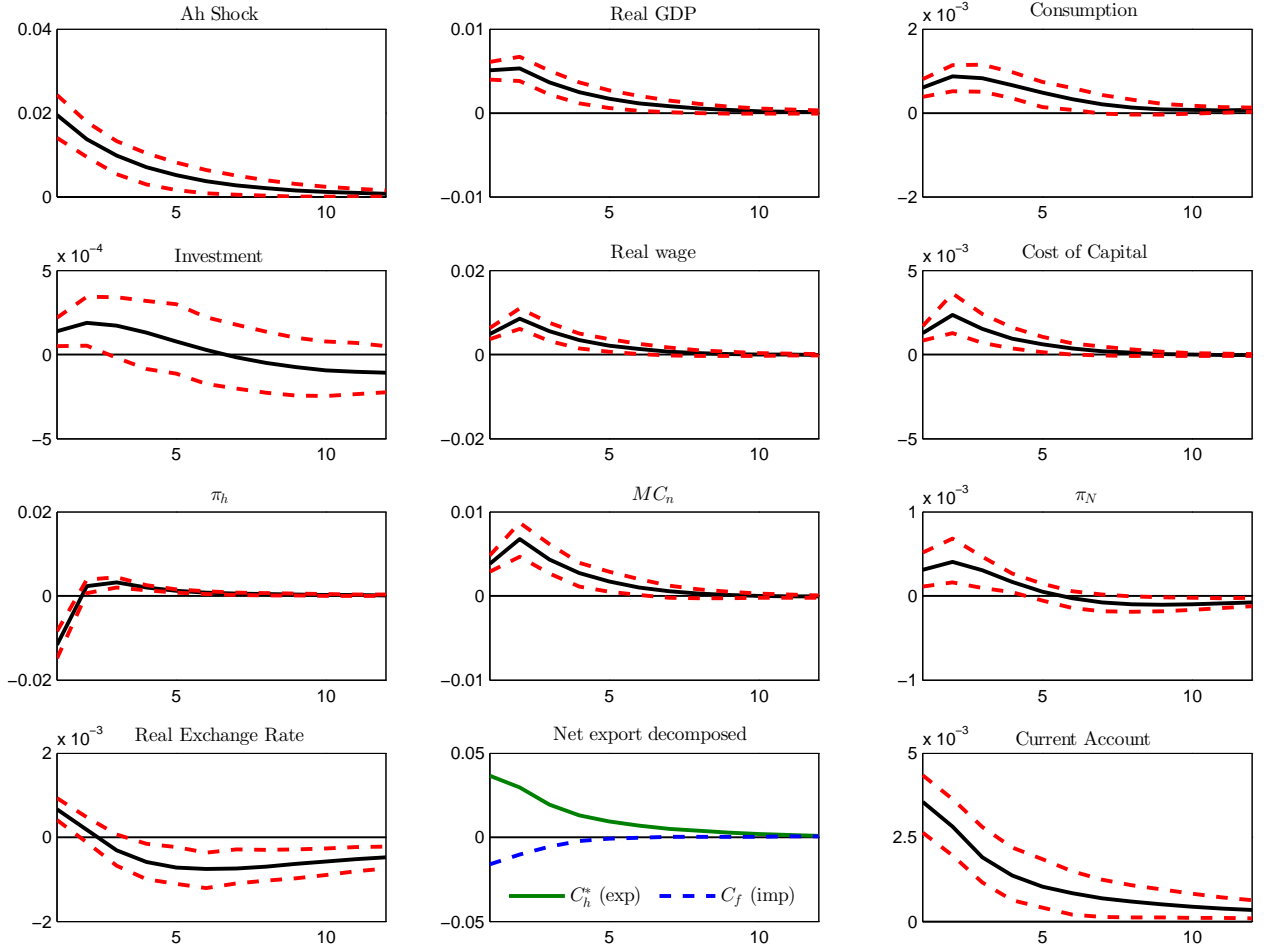 Ah Shock
0.04
0.02
0
5 10
Real GDP
0.01
0
−0.01
5 10
Consumption
x 10−3
2
0
−2
5 10
Investment
x 10−4
5
0
−5
5 10
Real wage
0.02
0
−0.02
5 10
Cost of Capital
x 10−3
5
0
−5
5 10
πh
0.02
0
−0.02
5 10
MCn
0.01
0
−0.01
5 10
πN
x 10−3
1
0
−1
5 10
Real Exchange Rate
x 10−3
2
0
−2
5 10
Net export decomposed
0.05
0
−0.05
C*h (exp) Cf (imp)
5 10
Current Account
x 10−3
5
2.5
0
5 10